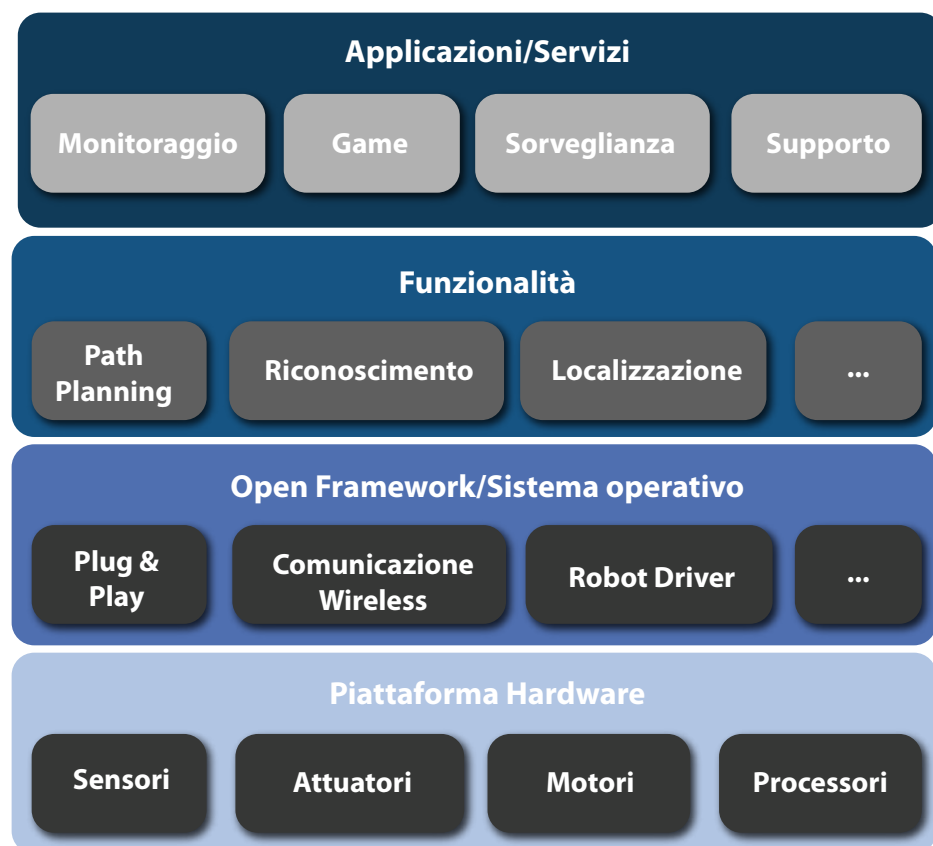 Applicazioni/Servizi
Monitoraggio
Game
Sorveglianza
Supporto
Funzionalità
Path
Planning
Riconoscimento
Localizzazione
...
Open Framework/Sistema operativo
Plug &
Play
Comunicazione
Wireless
Robot Driver
...
Piattaforma Hardware
Sensori
Attuatori
Motori
Processori